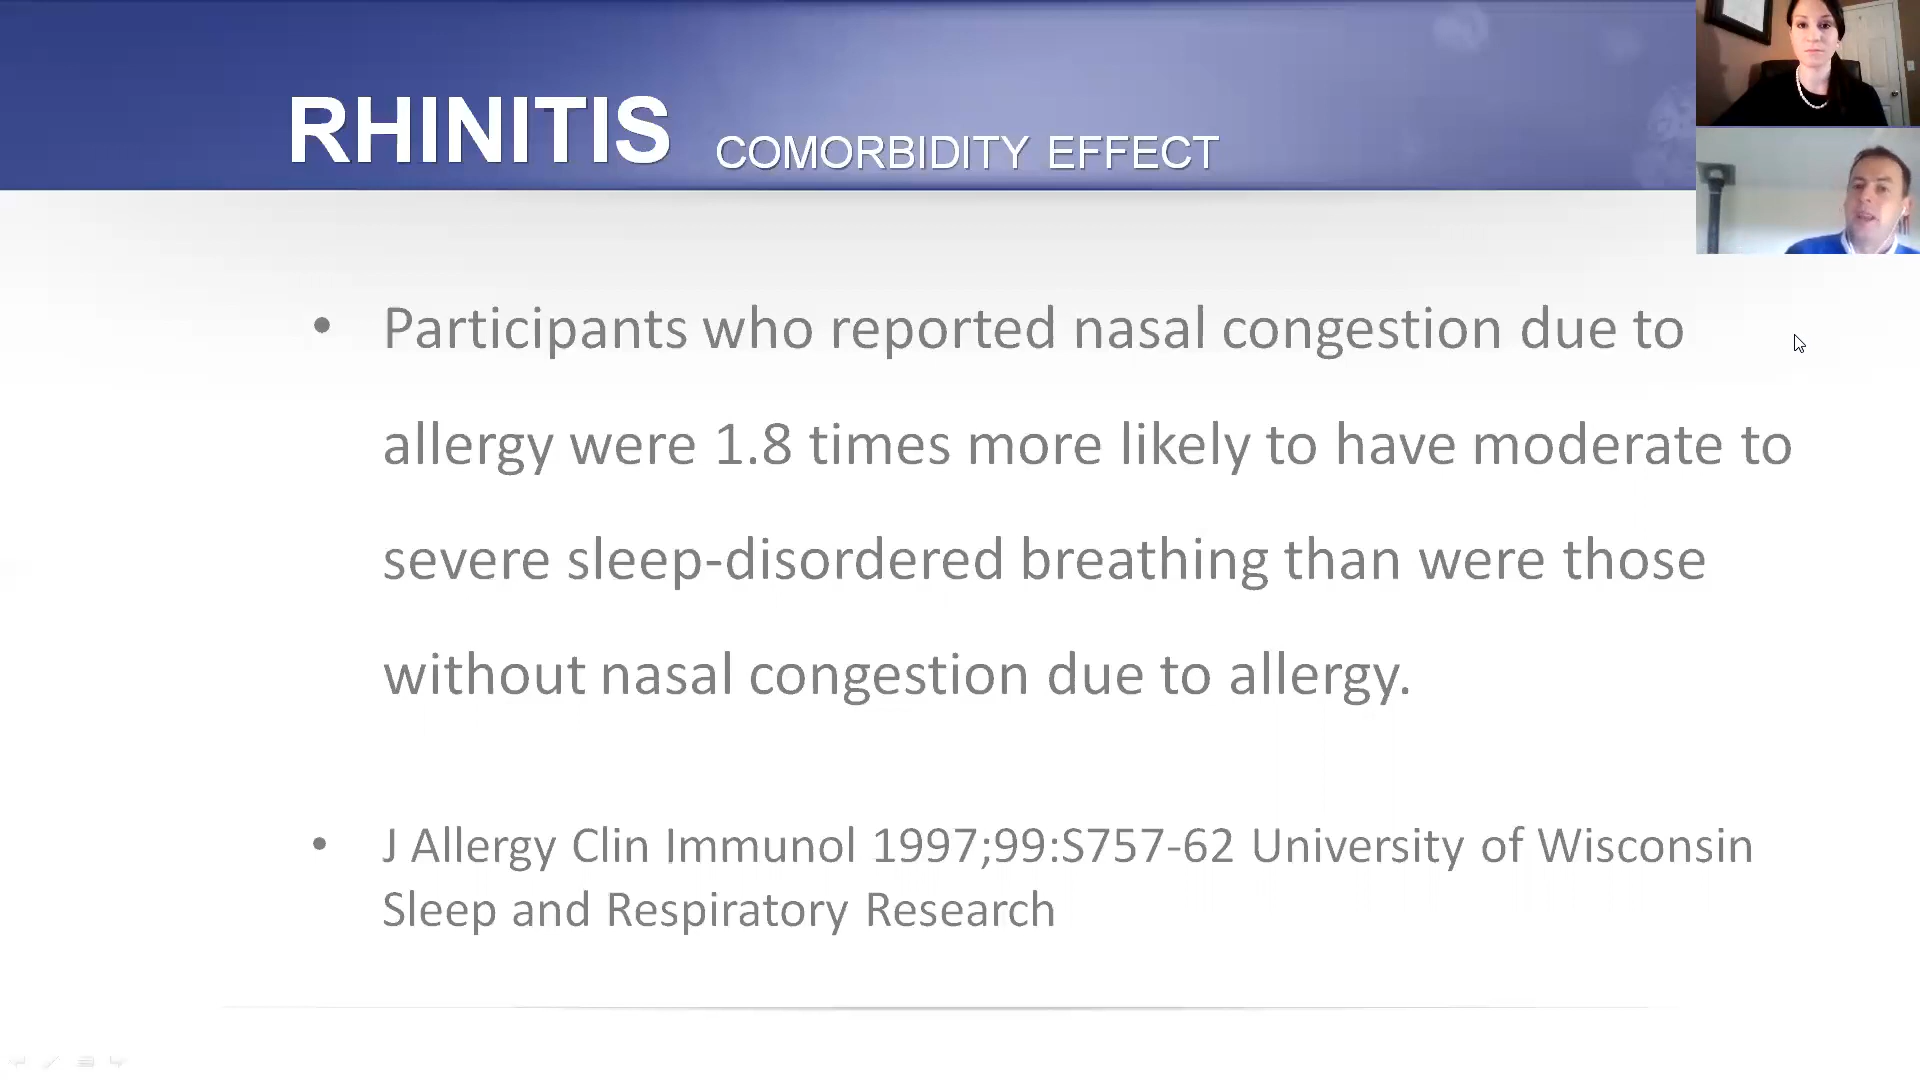 RHINITIS COMORBIDITY EFFECT
• Participants who reported nasal congestion due to
allergy were 1.8 times more likely to have moderate to
severe sleep-disordered breathing than were those
without nasal congestion due to allergy.
• J Allergy Clin Immunol 1997;99:S757-62 University of Wisconsin
Sleep and Respiratory Research